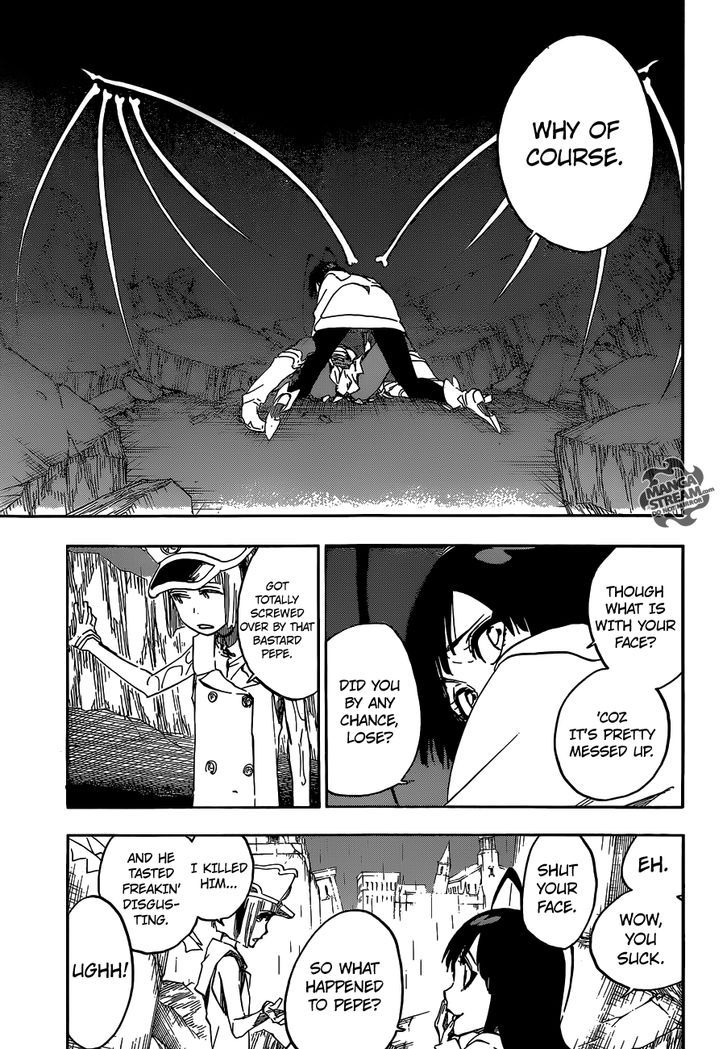 WHY OF
COURSE.
MANGA
STREAM.com
THOUGH
WHAT IS
WITH YOUR
FACE?
'COZ
IT'S PRETTY
MESSED UP.
DID YOU
BY ANY
CHANCE,
LOSE?
GOT
TOTALLY
SCREWED
OVER BY THAT
BASTARD
PEPE.
EH.
WOW,
YOU
SUCK.
SHUT
YOUR
FACE.
SO WHAT
HAPPENED
TO PEPE?
I KILLED
HIM...
AND HE
TASTED
FREAKIN'
DISGUS-
TING.
UGHH!